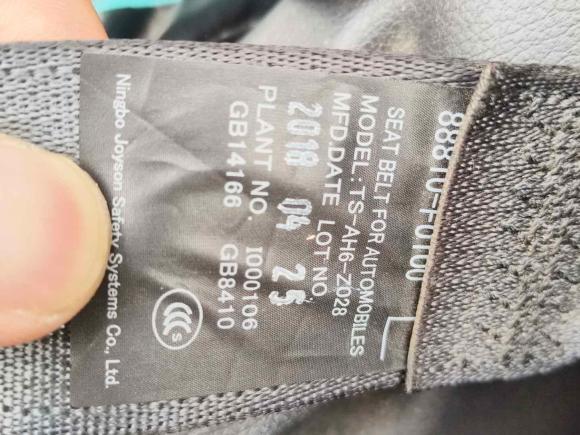 88810-F0100
SEAT BELT FOR AUTOMOBILES
MODEL: TS-AH6-Z028
MFD.DATE LOT NO
2018 04 25
PLANT NO. I000106
GB14166 GB8410
CCC S
Ningbo Joyson Safety Systems Co., Ltd.